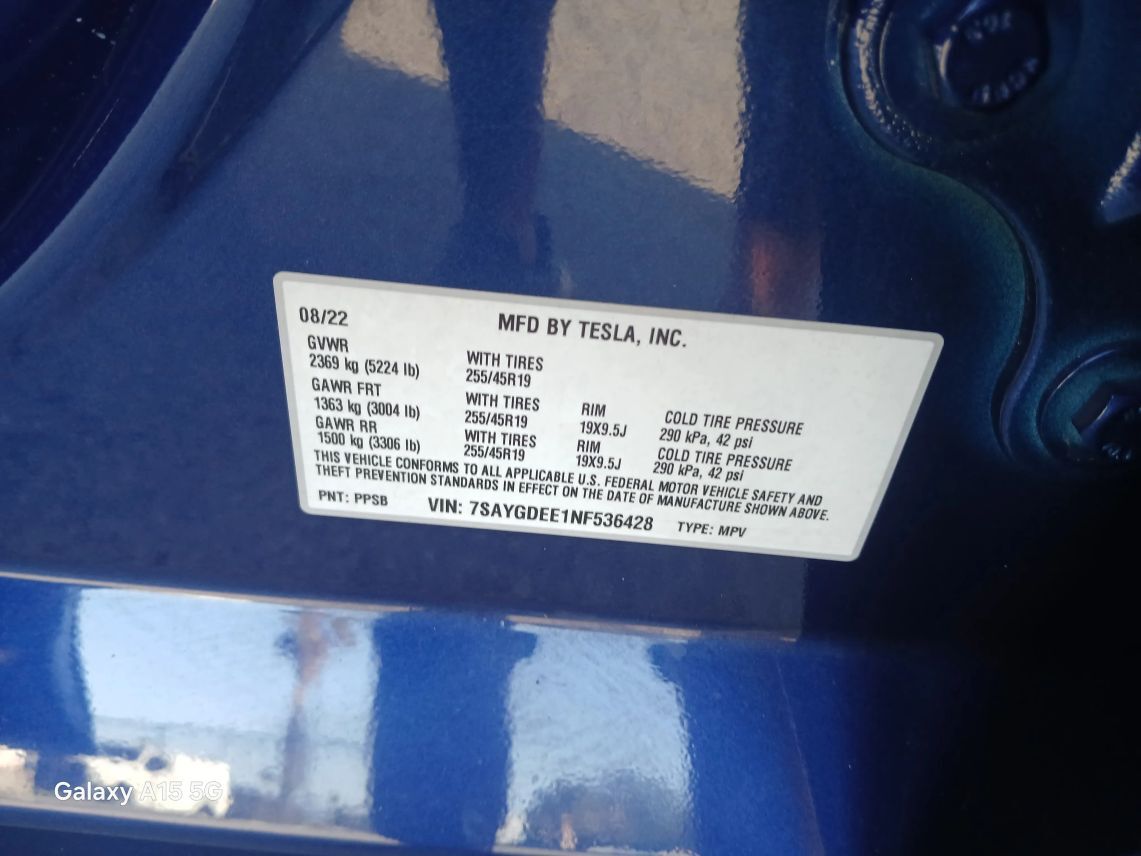 08/22
MFD BY TESLA, INC.
GVWR
2369 kg (5224 lb)
WITH TIRES
255/45R19
GAWR FRT
1363 kg (3004 lb)
WITH TIRES
255/45R19
RIM
19X9.5J
COLD TIRE PRESSURE
290 kPa, 42 psi
GAWR RR
1500 kg (3306 lb)
WITH TIRES
255/45R19
RIM
19X9.5J
COLD TIRE PRESSURE
290 kPa, 42 psi
THIS VEHICLE CONFORMS TO ALL APPLICABLE U.S. FEDERAL MOTOR VEHICLE SAFETY AND
THEFT PREVENTION STANDARDS IN EFFECT ON THE DATE OF MANUFACTURE SHOWN ABOVE.
PNT: PPSB VIN: 7SAYGDEE1NF536428 TYPE: MPV
Galaxy A15 5G